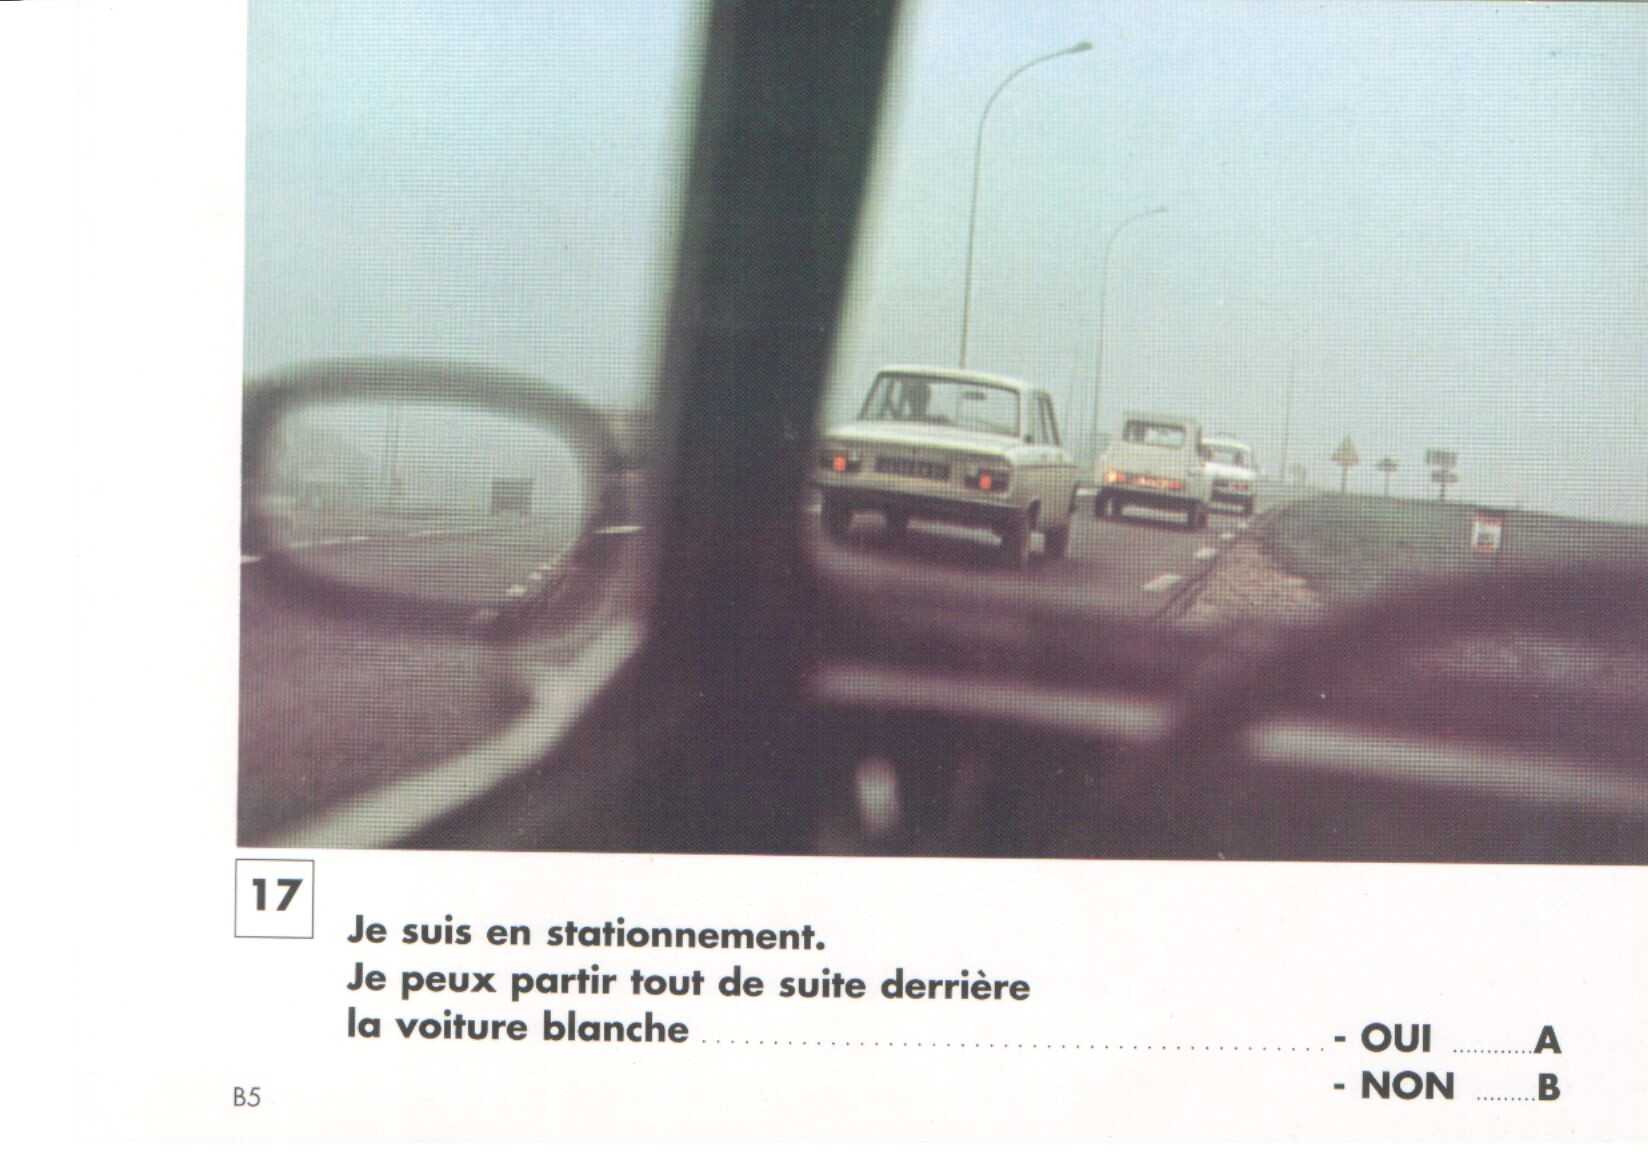 17
Je suis en stationnement.
Je peux partir tout de suite derrière
la voiture blanche ........................................ - OUI ............A
- NON .........B
B5